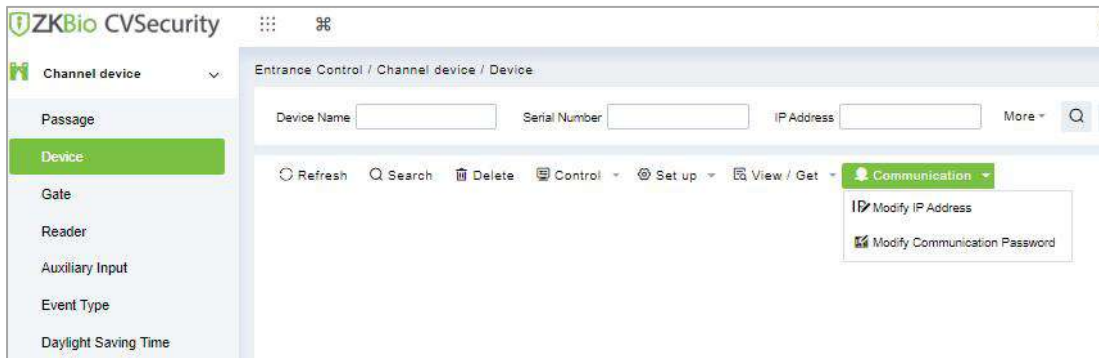 ZKBio CVSecurity
Channel device
Entrance Control / Channel device / Device
Passage
Device
Gate
Reader
Auxiliary Input
Event Type
Daylight Saving Time
Device Name
Serial Number
IP Address
More
Refresh
Search
Delete
Control
Set up
View / Get
Communication
Modify IP Address
Modify Communication Password